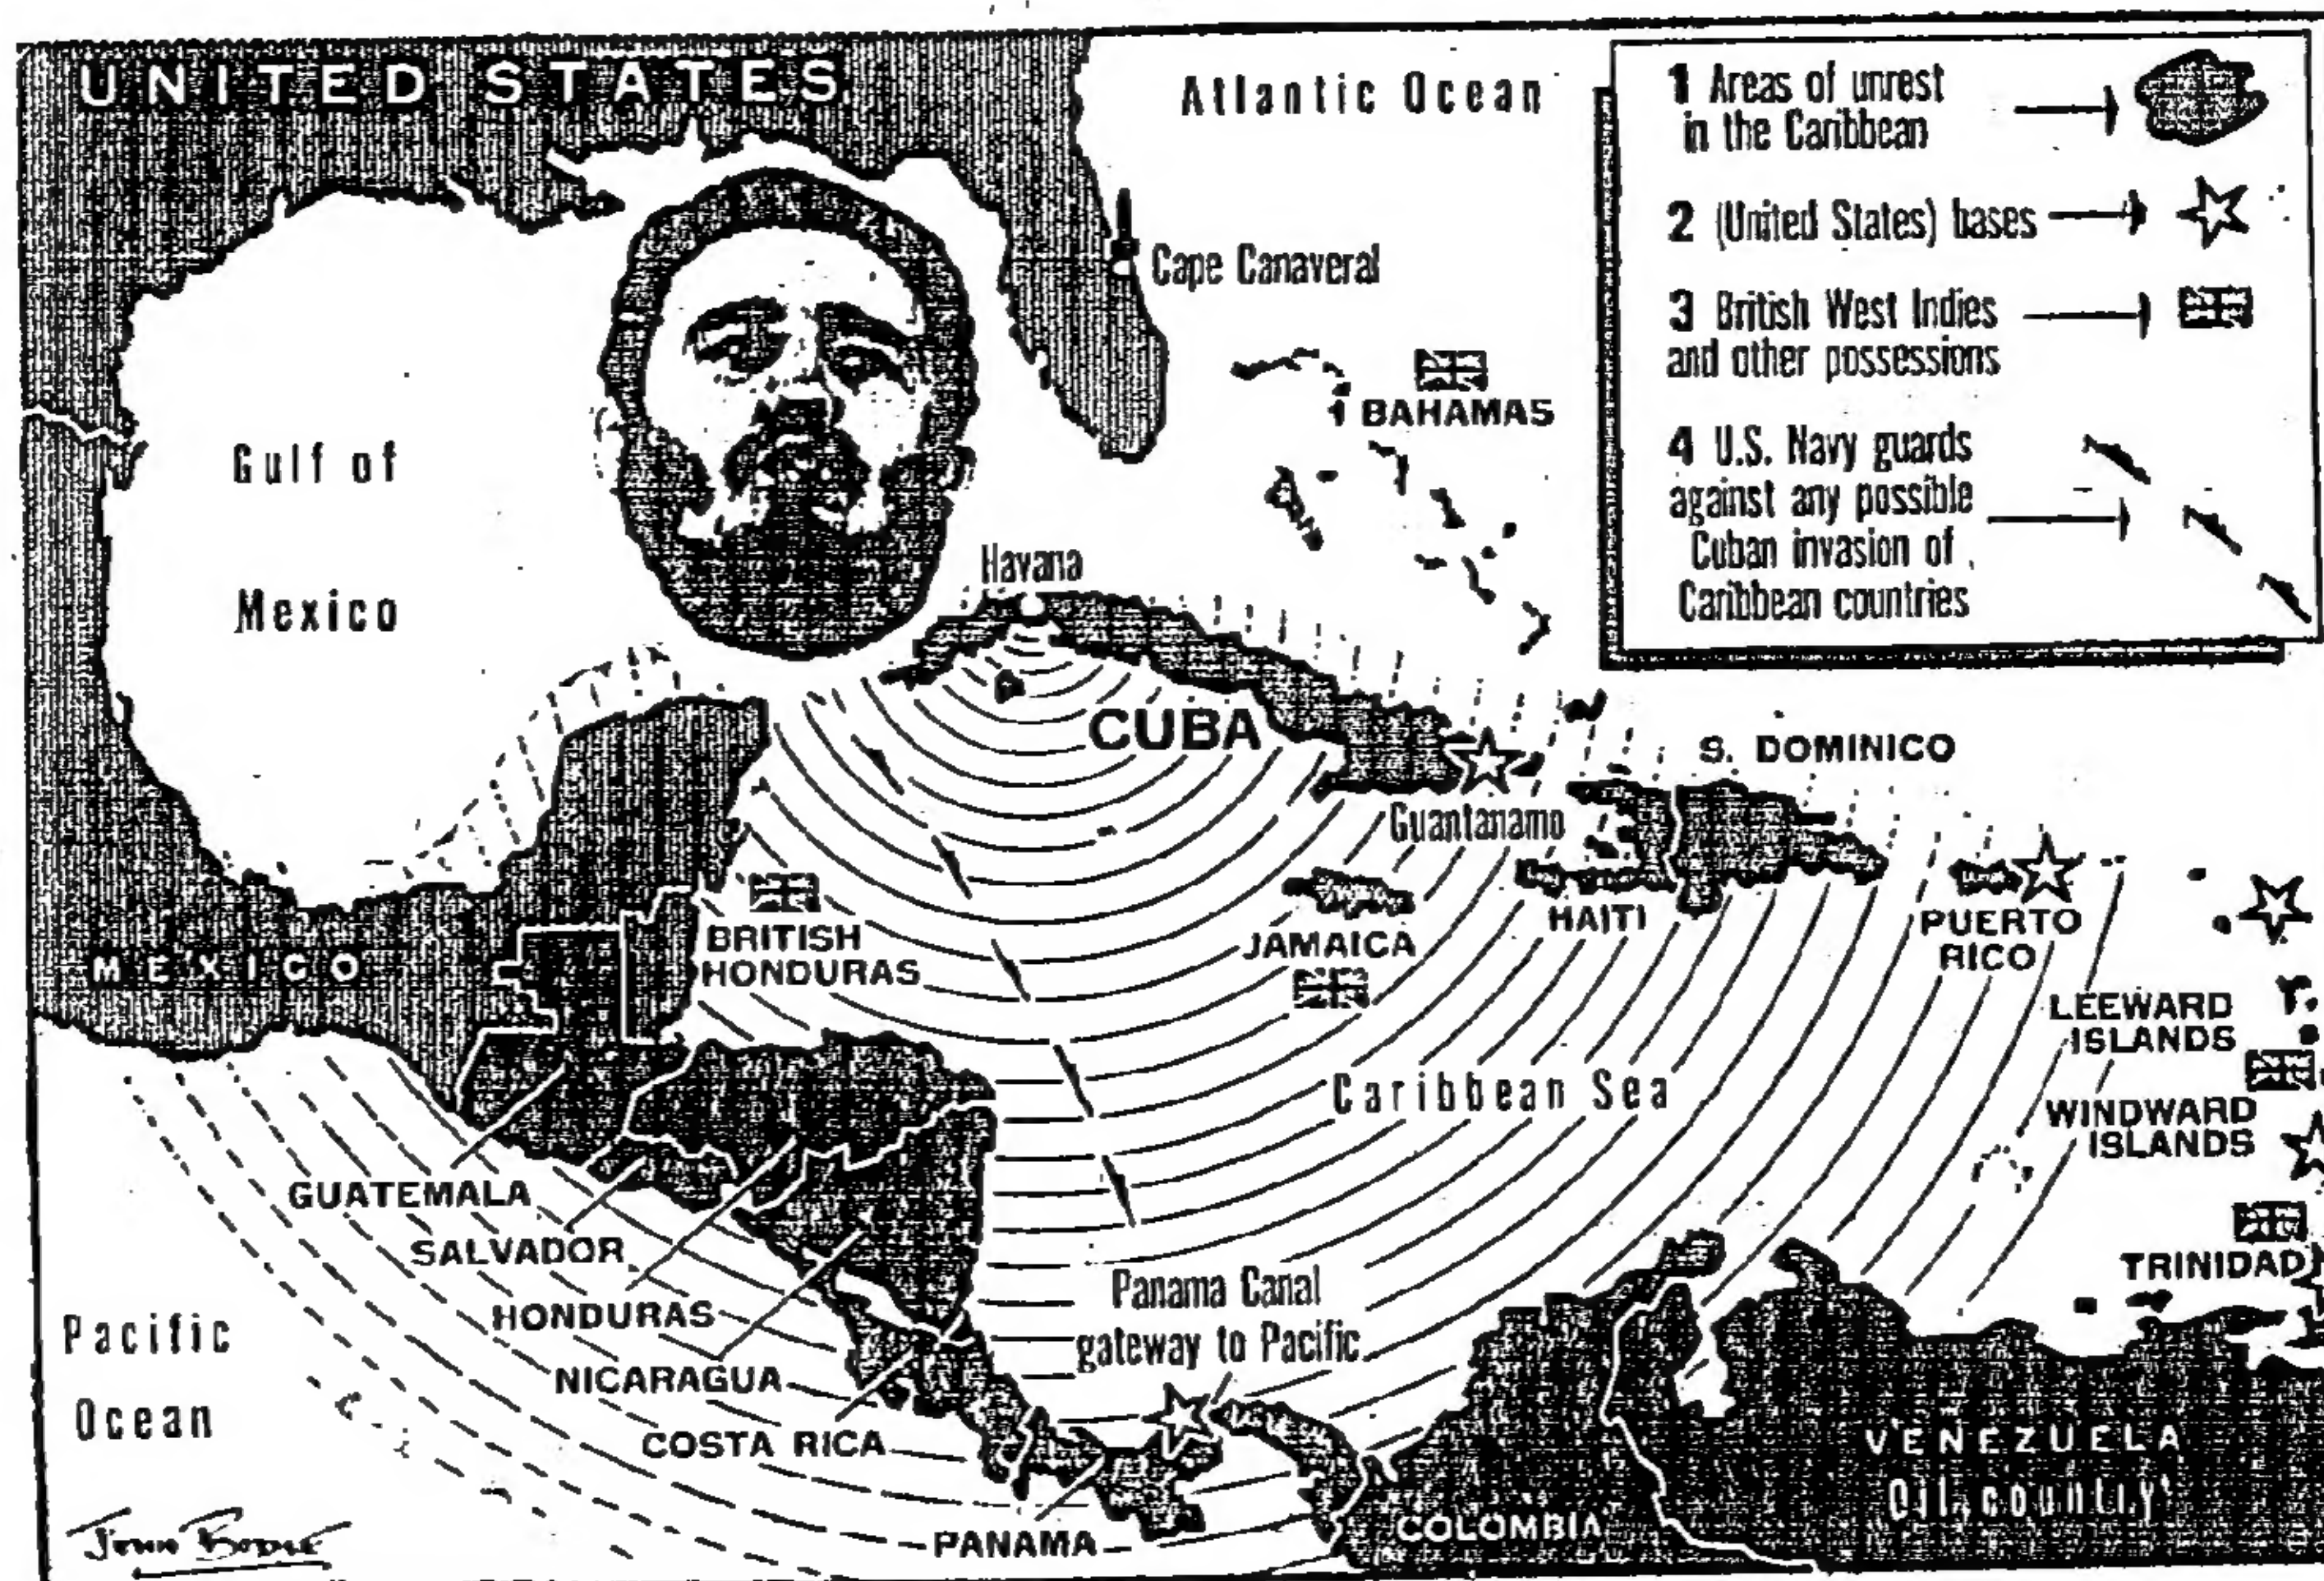 UNITED STATES
Atlantic Ocean
1 Areas of unrest
in the Caribbean
2 (United States) bases
3 British West Indies
and other possessions
4 U.S. Navy guards
against any possible
Cuban invasion of
Caribbean countries
Cape Canaveral
BAHAMAS
Gulf of
Mexico
Havana
CUBA
S. DOMINICO
Guantanamo
HAITI
PUERTO
RICO
JAMAICA
BRITISH
HONDURAS
MEXICO
LEEWARD
ISLANDS
Caribbean Sea
WINDWARD
ISLANDS
GUATEMALA
SALVADOR
TRINIDAD
HONDURAS
Panama Canal
gateway to Pacific
NICARAGUA
Pacific
Ocean
COSTA RICA
VENEZUELA
Oil country
COLOMBIA
PANAMA
John